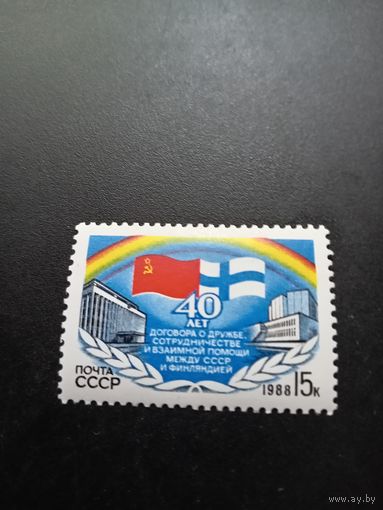 40
ЛЕТ
ДОГОВОРА О ДРУЖБЕ,
СОТРУДНИЧЕСТВЕ
И ВЗАИМНОЙ ПОМОЩИ
МЕЖДУ СССР
И ФИНЛЯНДИЕЙ
ПОЧТА
СССР
1988 15к
www.ay.by